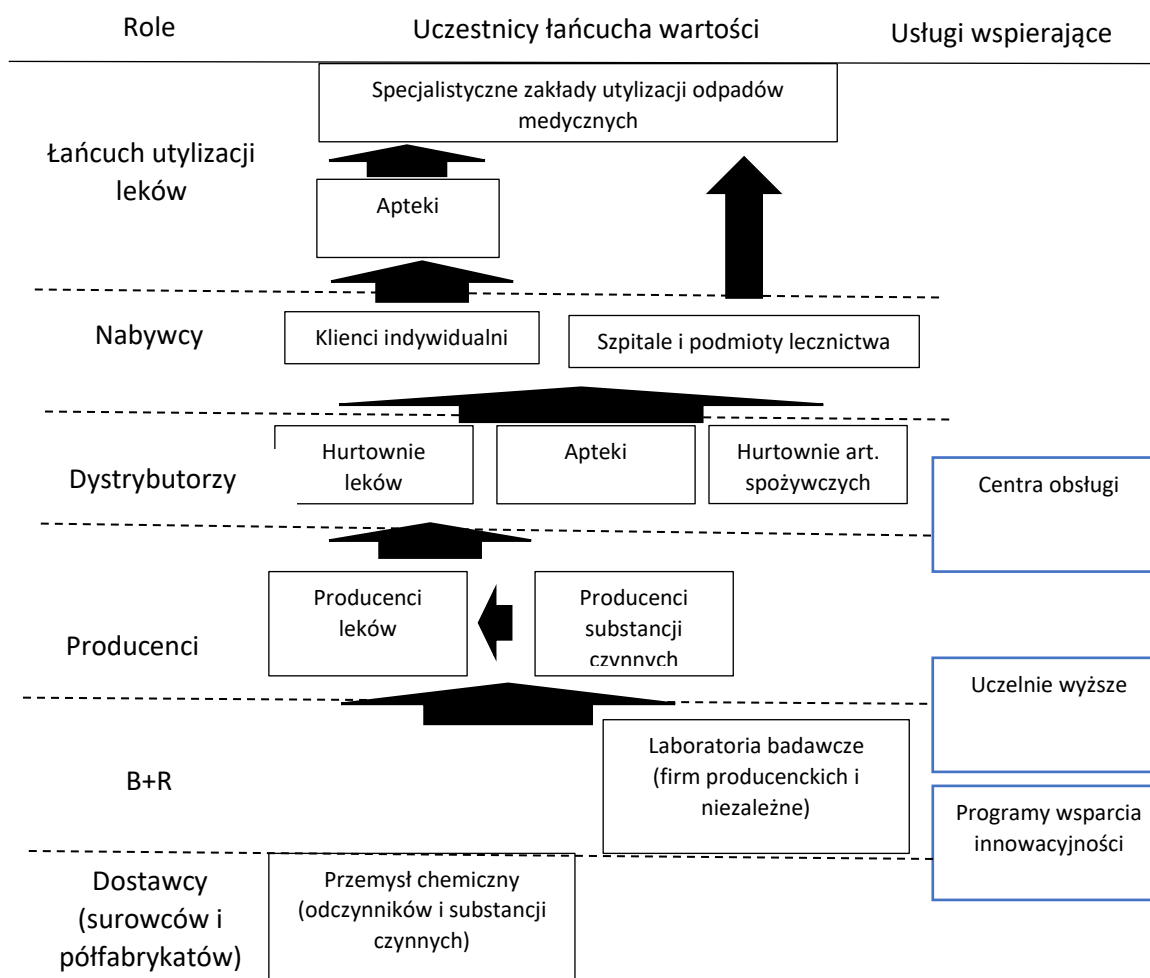 Role
Uczestnicy łańcucha wartości
Usługi wspierające
Specjalistyczne zakłady utylizacji odpadów
medycznych
Łańcuch utylizacji
leków
Apteki
Nabywcy
Klienci indywidualni
Szpitale i podmioty lecznictwa
Dystrybutorzy
Hurtownie
leków
Apteki
Hurtownie art.
spożywczych
Centra obsługi
Producenci
Producenci
leków
Producenci
substancji
czynnych
Uczelnie wyższe
B+R
Laboratoria badawcze
(firm producenckich i
niezależne)
Programy wsparcia
innowacyjności
Dostawcy
(surowców i
półfabrykatów)
Przemysł chemiczny
(odczynników i substancji
czynnych)